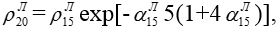 ρ₂₀^л = ρ₁₅^л exp[-α₁₅^л 5(1+4 α₁₅^л)],